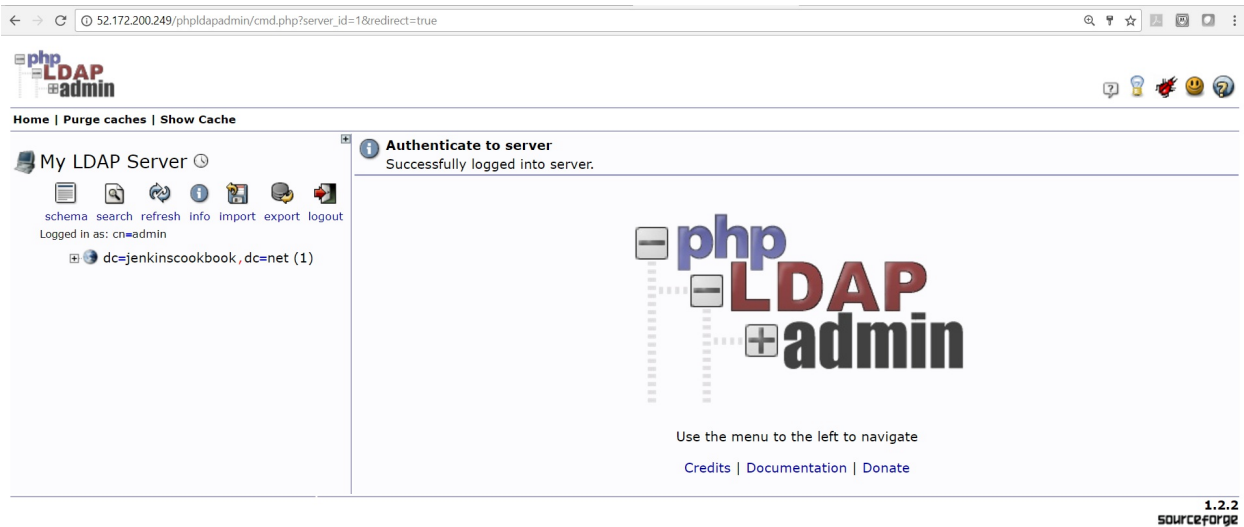 52.172.200.249/phpldapadmin/cmd.php?server_id=1&redirect=true
php
LDAP
admin
Home | Purge caches | Show Cache
My LDAP Server
schema search refresh info import export logout
Logged in as: cn=admin
dc=jenkinscookbook,dc=net (1)
Authenticate to server
Successfully logged into server.
php
LDAP
admin
Use the menu to the left to navigate
Credits | Documentation | Donate
1.2.2
sourceforge